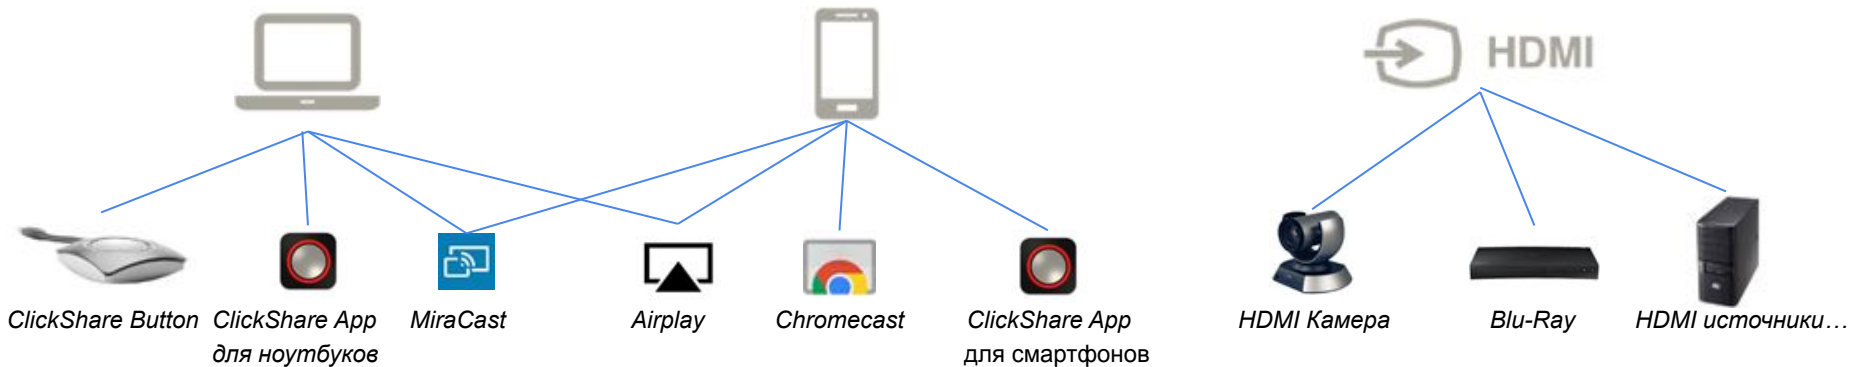 HDMI
ClickShare Button
ClickShare App
для ноутбуков
MiraCast
Airplay
Chromecast
ClickShare App
для смартфонов
HDMI Камера
Blu-Ray
HDMI источники…